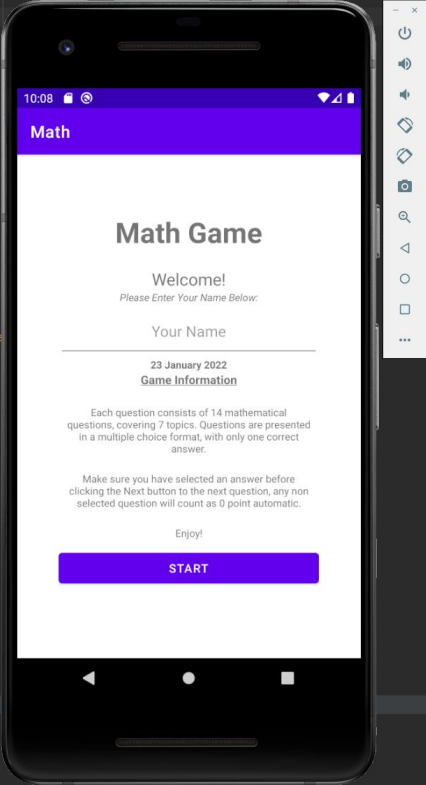 10:08
Math
Math Game
Welcome!
Please Enter Your Name Below:
Your Name
23 January 2022
Game Information
Each question consists of 14 mathematical
questions, covering 7 topics. Questions are presented
in a multiple choice format, with only one correct
answer.
Make sure you have selected an answer before
clicking the Next button to the next question, any non
selected question will count as 0 point automatic.
Enjoy!
START